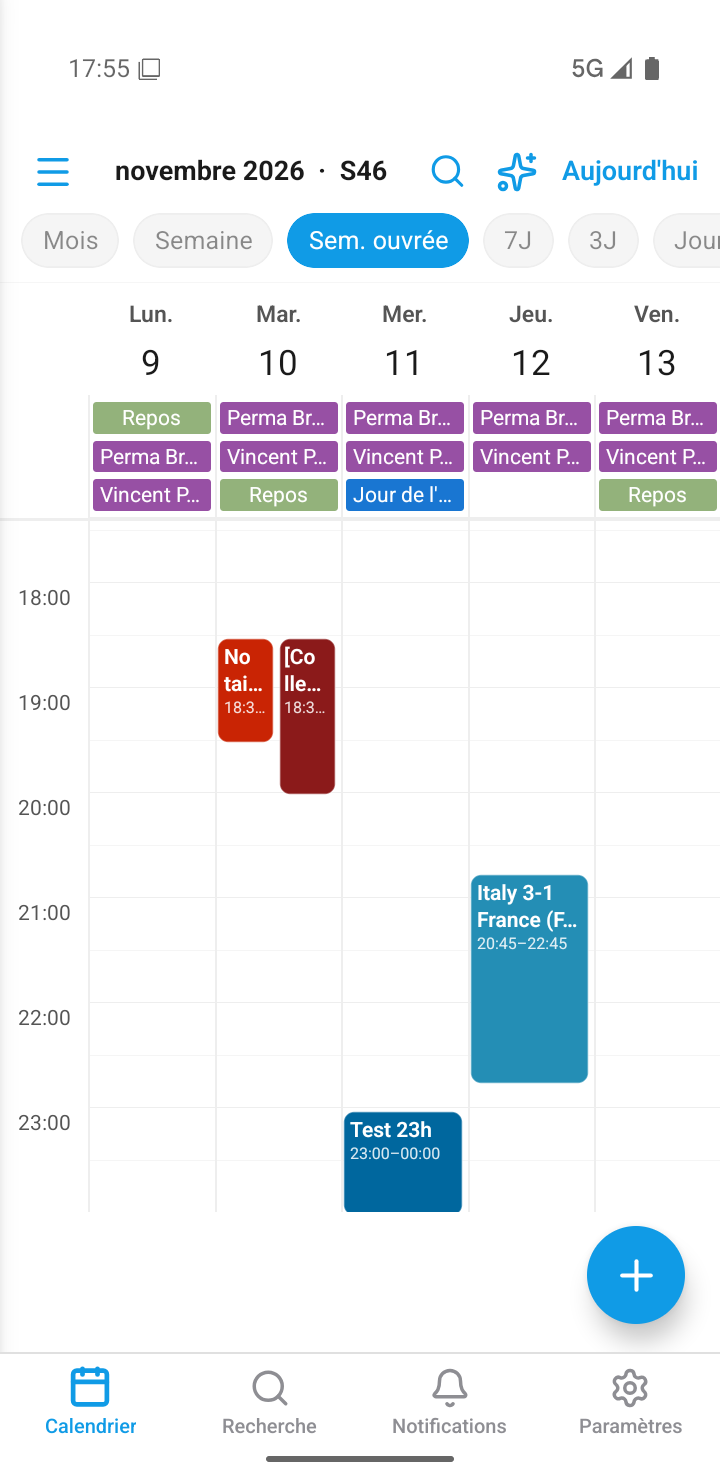 17:55
5G
novembre 2026 · S46
Aujourd'hui
Mois
Semaine
Sem. ouvrée
7J
3J
Jour
Lun.
Mar.
Mer.
Jeu.
Ven.
9
10
11
12
13
Repos
Perma Br...
Perma Br...
Perma Br...
Perma Br...
Perma Br...
Vincent P...
Vincent P...
Vincent P...
Vincent P...
Vincent P...
Repos
Jour de l'...
Repos
18:00
No
tai...
18:3...
[Co
lle...
18:3...
19:00
20:00
Italy 3-1
France (F...
20:45–22:45
21:00
22:00
23:00
Test 23h
23:00–00:00
Calendrier
Recherche
Notifications
Paramètres